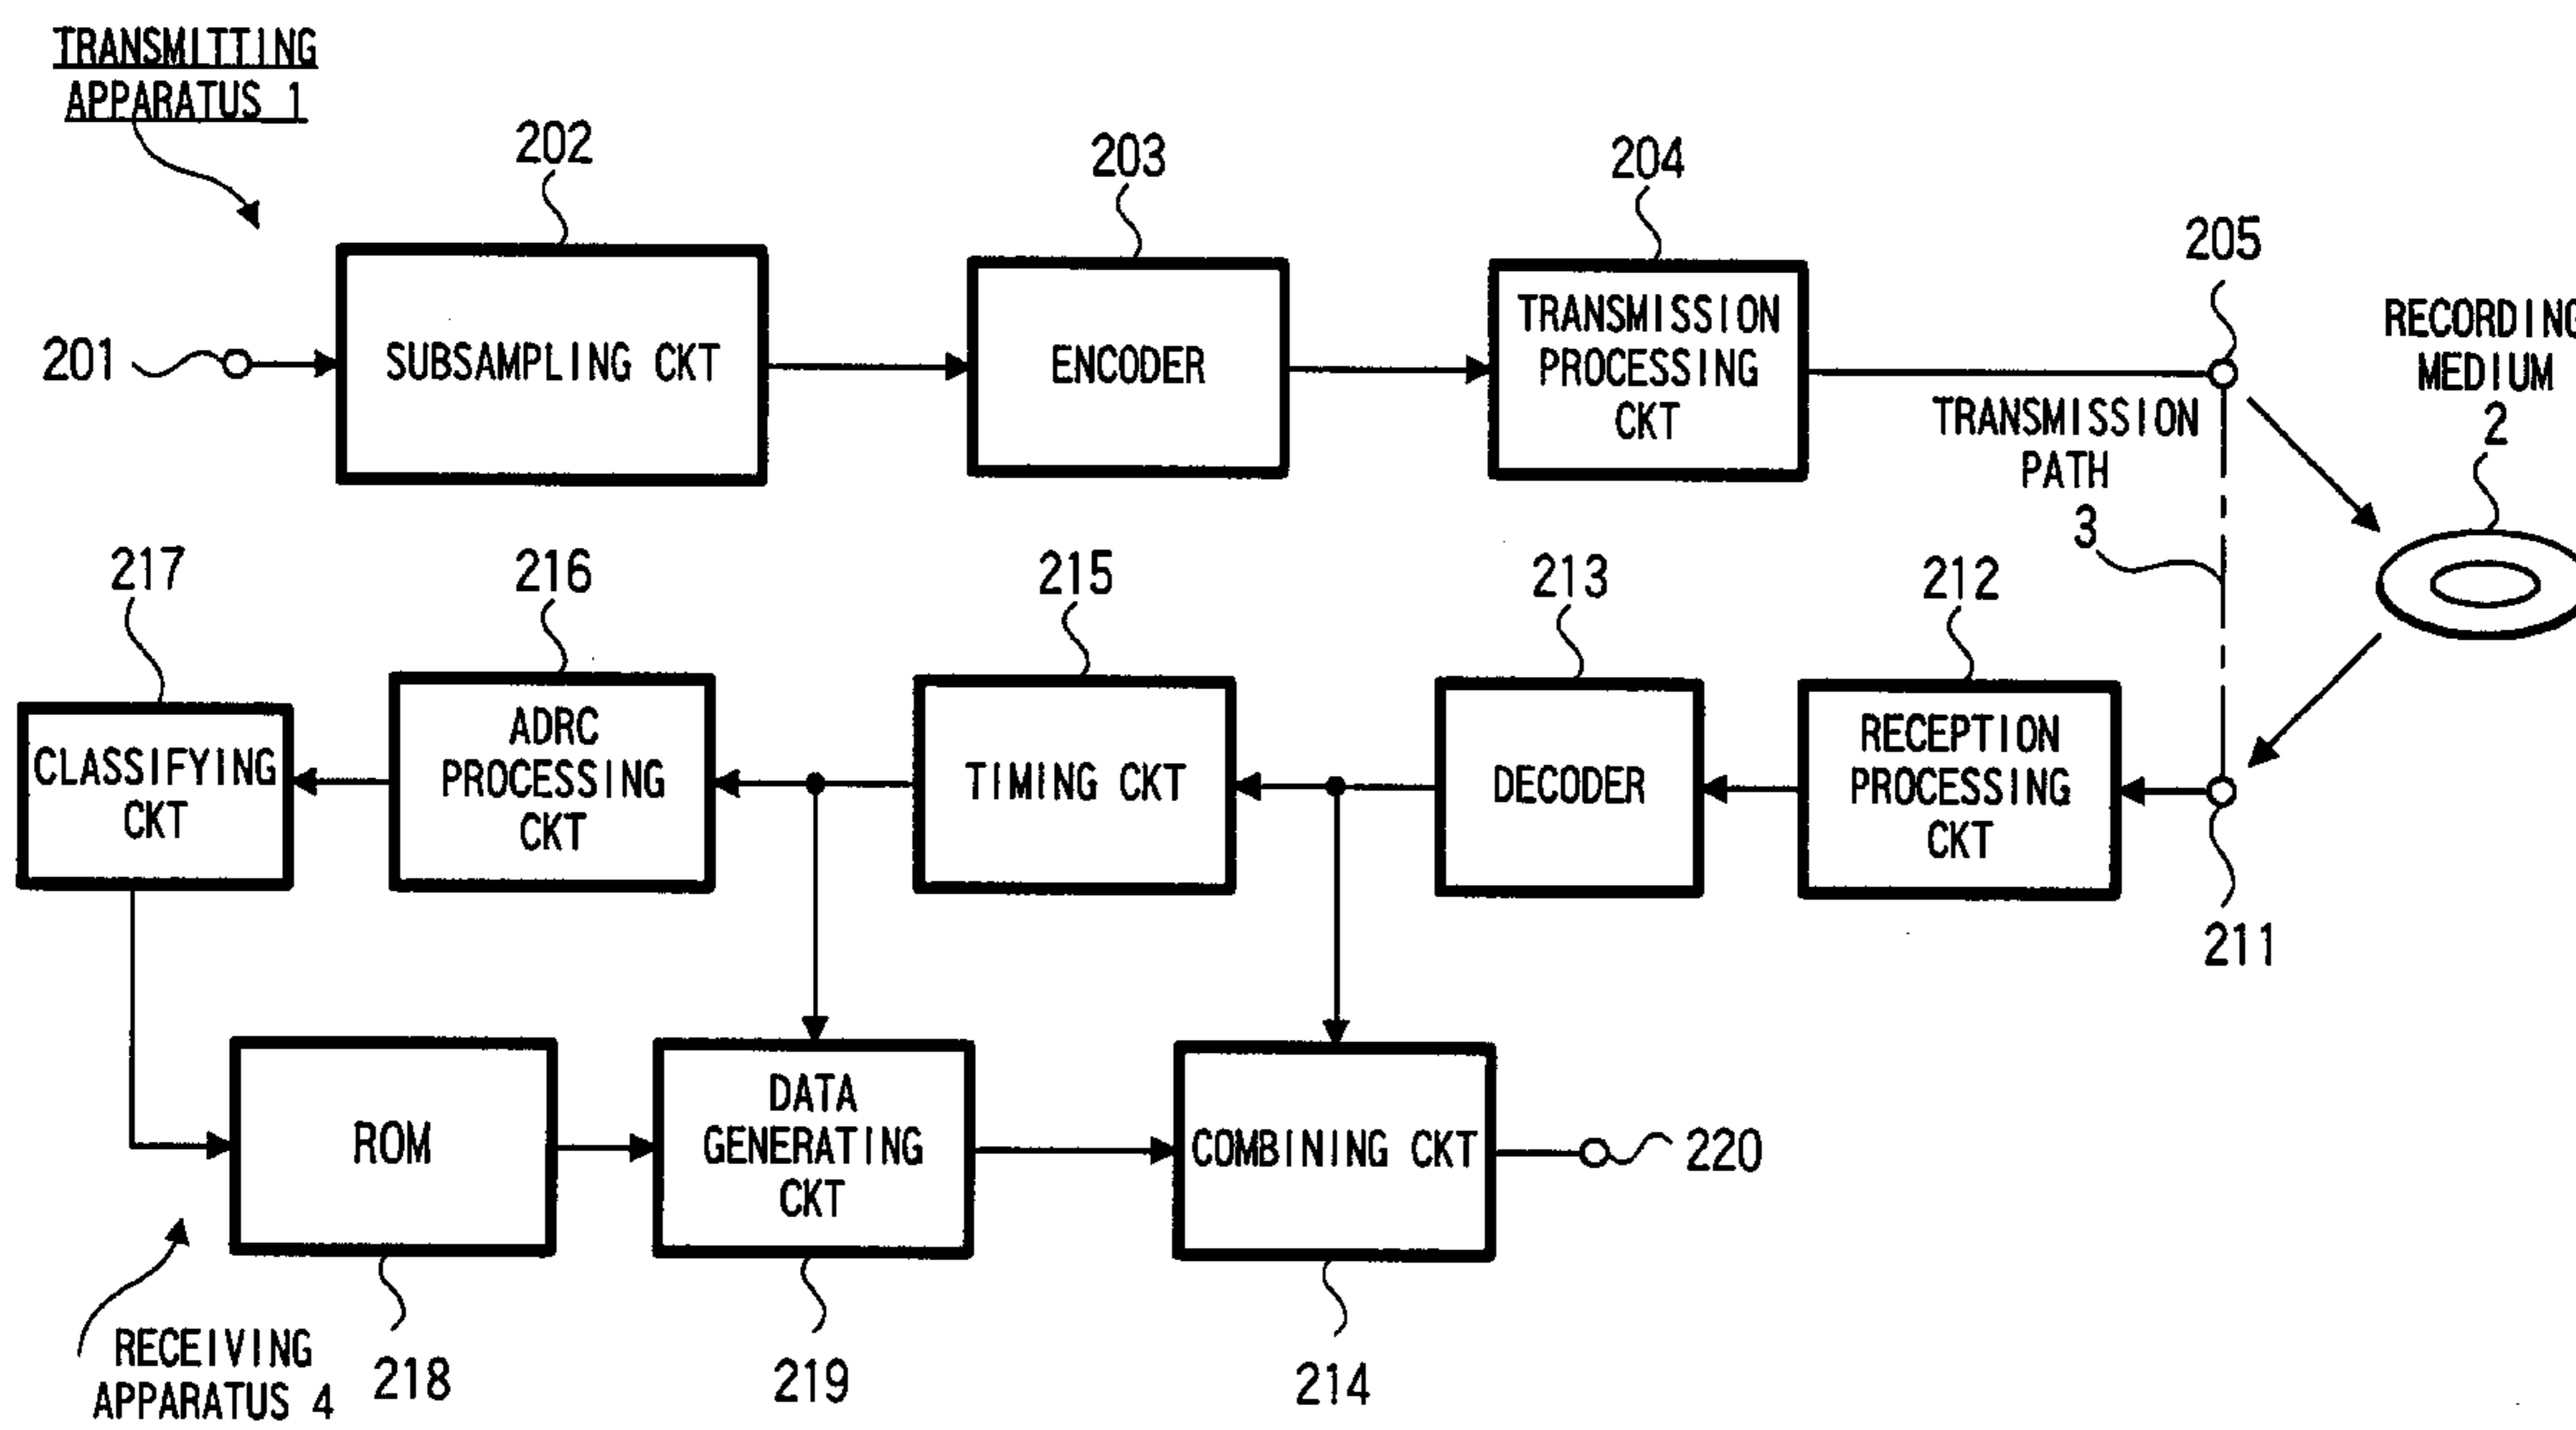 TRANSMITTING
APPARATUS 1
202
203
204
205
201
SUBSAMPLING CKT
ENCODER
TRANSMISSION
PROCESSING
CKT
RECORDING
MEDIUM
2
TRANSMISSION
PATH
3
217
216
215
213
212
CLASSIFYING
CKT
ADRC
PROCESSING
CKT
TIMING CKT
DECODER
RECEPTION
PROCESSING
CKT
211
ROM
DATA
GENERATING
CKT
COMBINING CKT
220
RECEIVING
APPARATUS 4
218
219
214